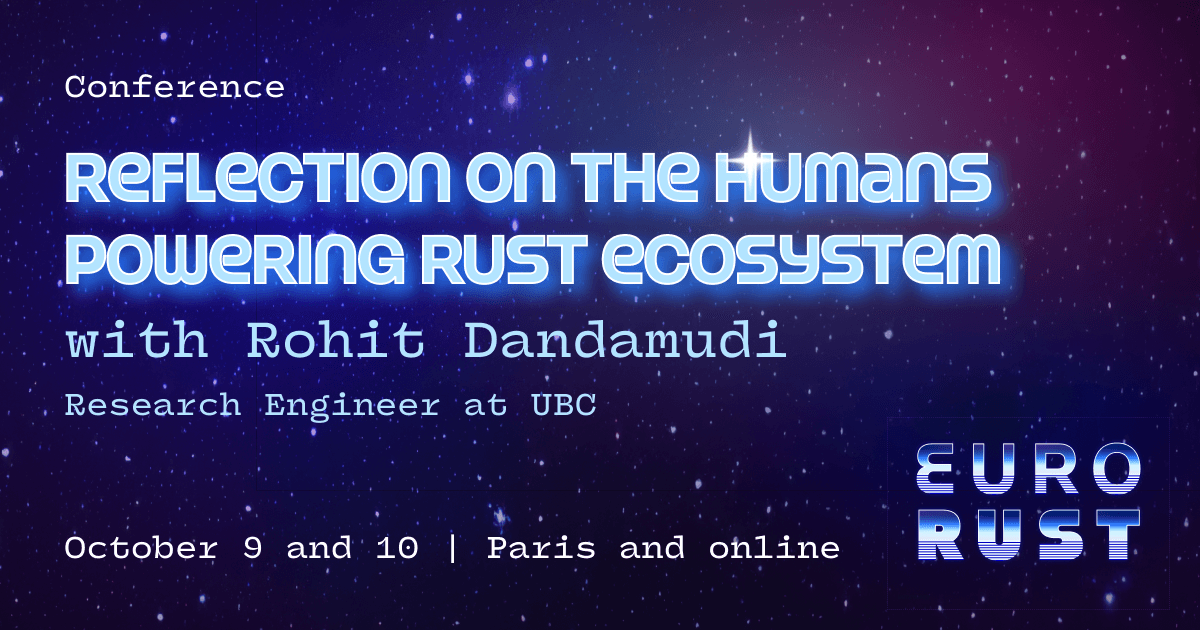 Conference
REFLECTION ON THE HUMANS
POWERING RUST ECOSYSTEM
with Rohit Dandamudi
Research Engineer at UBC
EURO
RUST
October 9 and 10 | Paris and online